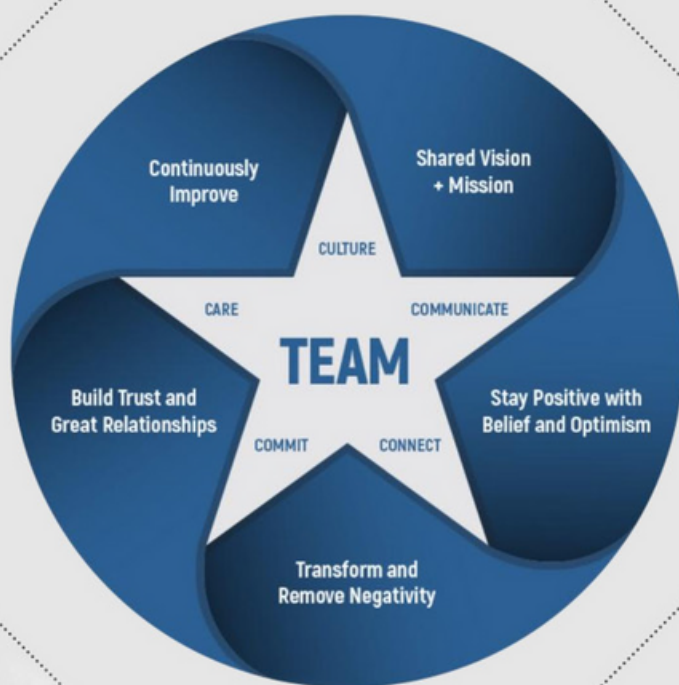 Continuously
Improve
Shared Vision
+ Mission
CULTURE
CARE
COMMUNICATE
TEAM
Build Trust and
Great Relationships
Stay Positive with
Belief and Optimism
COMMIT
CONNECT
Transform and
Remove Negativity